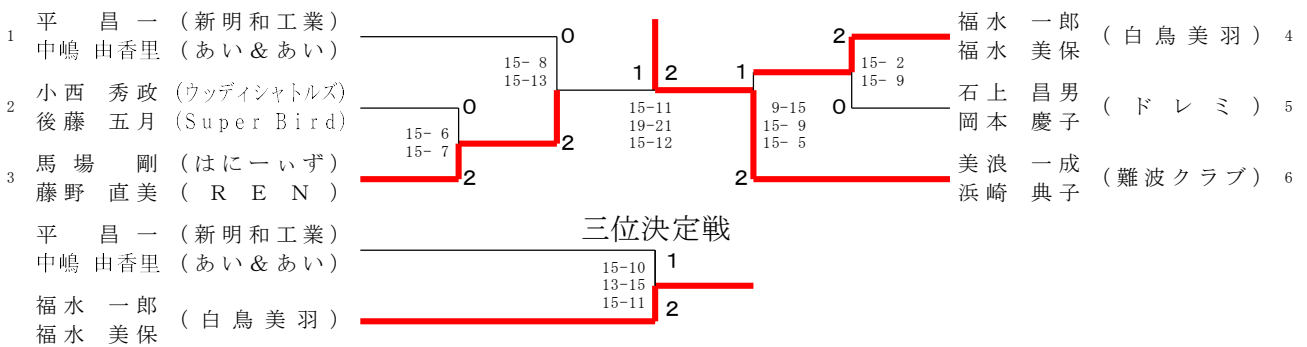 1 平 昌一 (新明和工業)
中嶋 由香里 (あい&あい)
2 小西 秀政 (ウッディシャトルズ)
後藤 五月 (Super Bird)
3 馬場 剛 (はにーぃず)
藤野 直美 (REN)
0
15- 8
15-13
0
15- 6
15- 7
2
2
1 2
15-11
19-21
15-12
1
9-15
15- 9
15- 5
2
2
15- 2
15- 9
0
福水 一郎
福水 美保
(白鳥美羽) 4
石上 昌男
岡本 慶子
(ドレミ) 5
美浪 一成
浜崎 典子
(難波クラブ) 6
三位決定戦
平 昌一 (新明和工業)
中嶋 由香里 (あい&あい)
福水 一郎
福水 美保
(白鳥美羽)
1
15-10
13-15
15-11
2